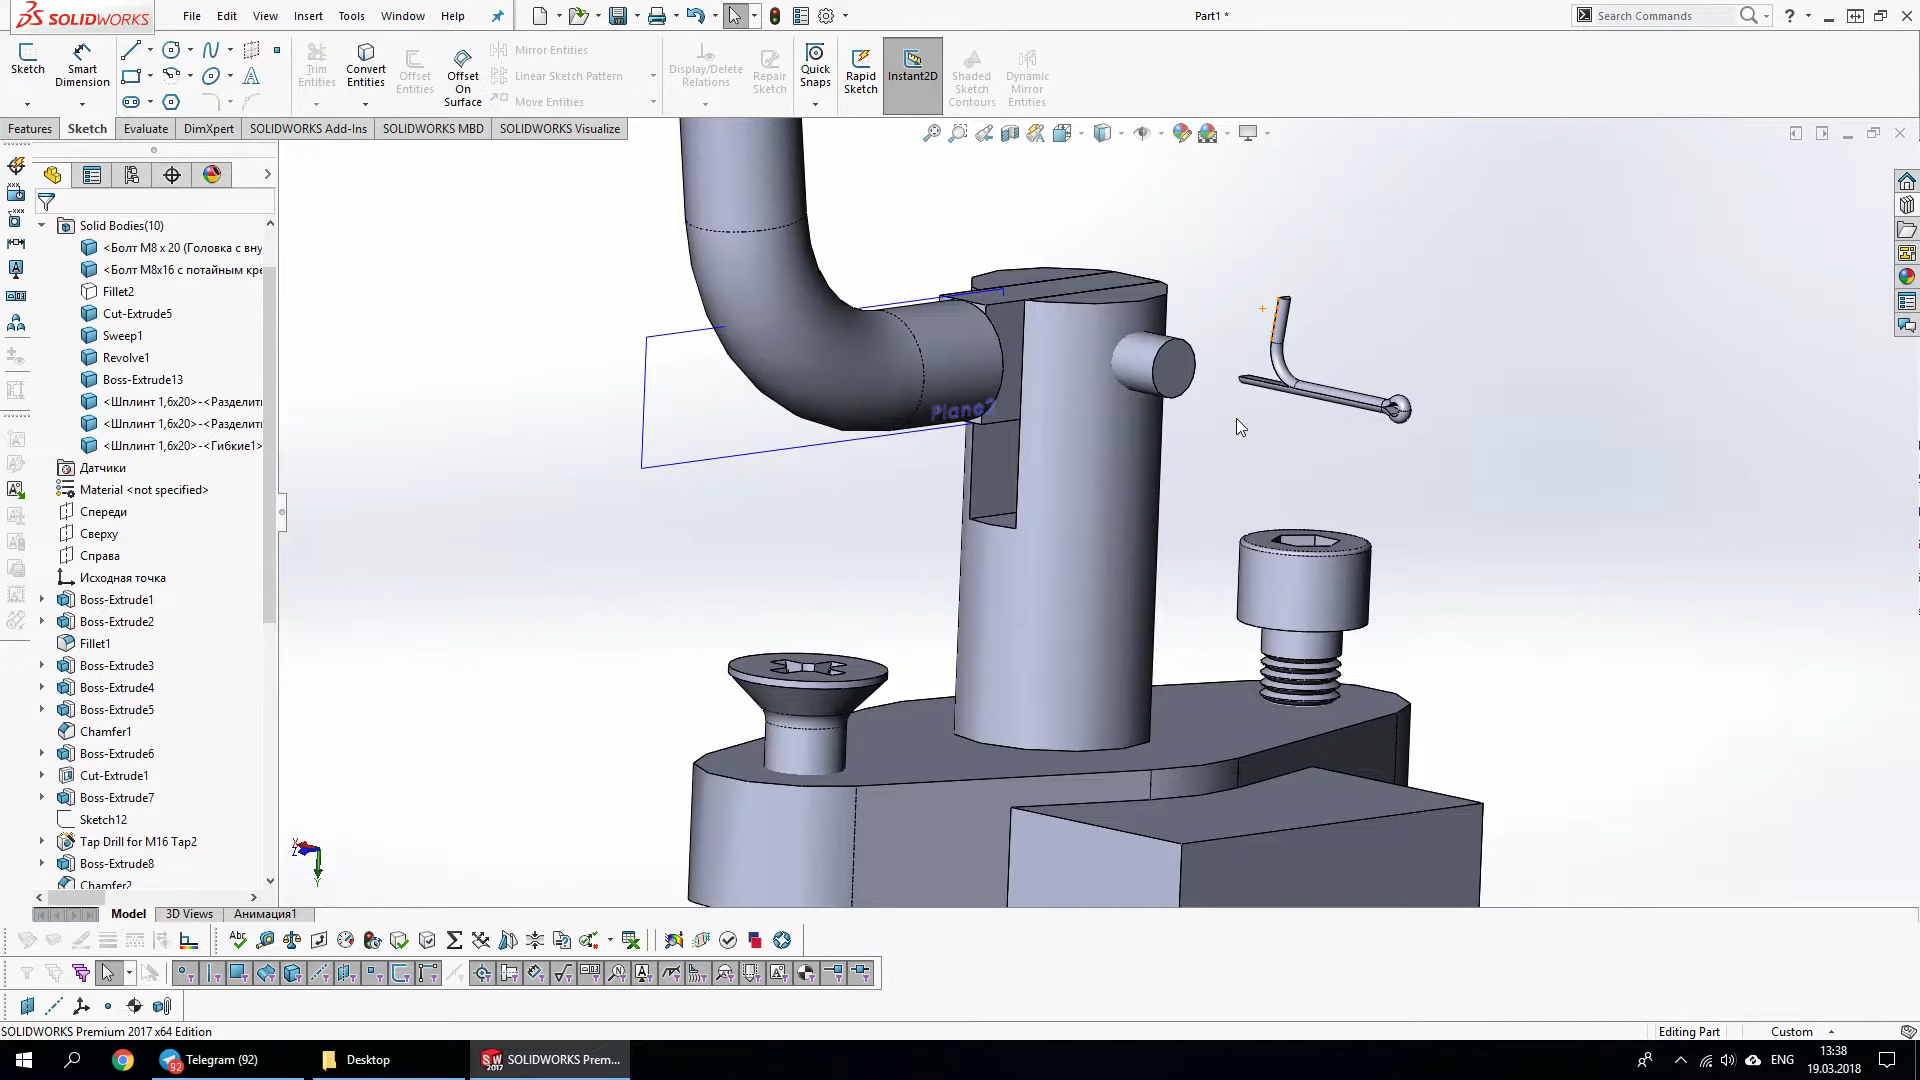 SOLIDWORKS
File Edit View Insert Tools Window Help
Part1 *
Search Commands
Sketch
Smart Dimension
Trim Entities
Convert Entities
Offset Entities
Offset On Surface
Mirror Entities
Linear Sketch Pattern
Move Entities
Display/Delete Relations
Repair Sketch
Quick Snaps
Rapid Sketch
Instant2D
Shaded Sketch Contours
Dynamic Mirror Entities
Features Sketch Evaluate DimXpert SOLIDWORKS Add-Ins SOLIDWORKS MBD SOLIDWORKS Visualize
Solid Bodies(10)
<Болт M8 x 20 (Головка с вну
<Болт M8x16 с потайным кре
Fillet2
Cut-Extrude5
Sweep1
Revolve1
Boss-Extrude13
<Шплинт 1,6x20>-<Разделит
<Шплинт 1,6x20>-<Разделит
<Шплинт 1,6x20>-<Гибкие1>
Датчики
Material <not specified>
Спереди
Сверху
Справа
Исходная точка
Boss-Extrude1
Boss-Extrude2
Fillet1
Boss-Extrude3
Boss-Extrude4
Boss-Extrude5
Chamfer1
Boss-Extrude6
Cut-Extrude1
Boss-Extrude7
Sketch12
Tap Drill for M16 Tap2
Boss-Extrude8
Chamfer2
Plane2
Model 3D Views Анимация1
SOLIDWORKS Premium 2017 x64 Edition
Editing Part
Custom
Telegram (92)
Desktop
SOLIDWORKS Prem...
ENG
13:38
19.03.2018